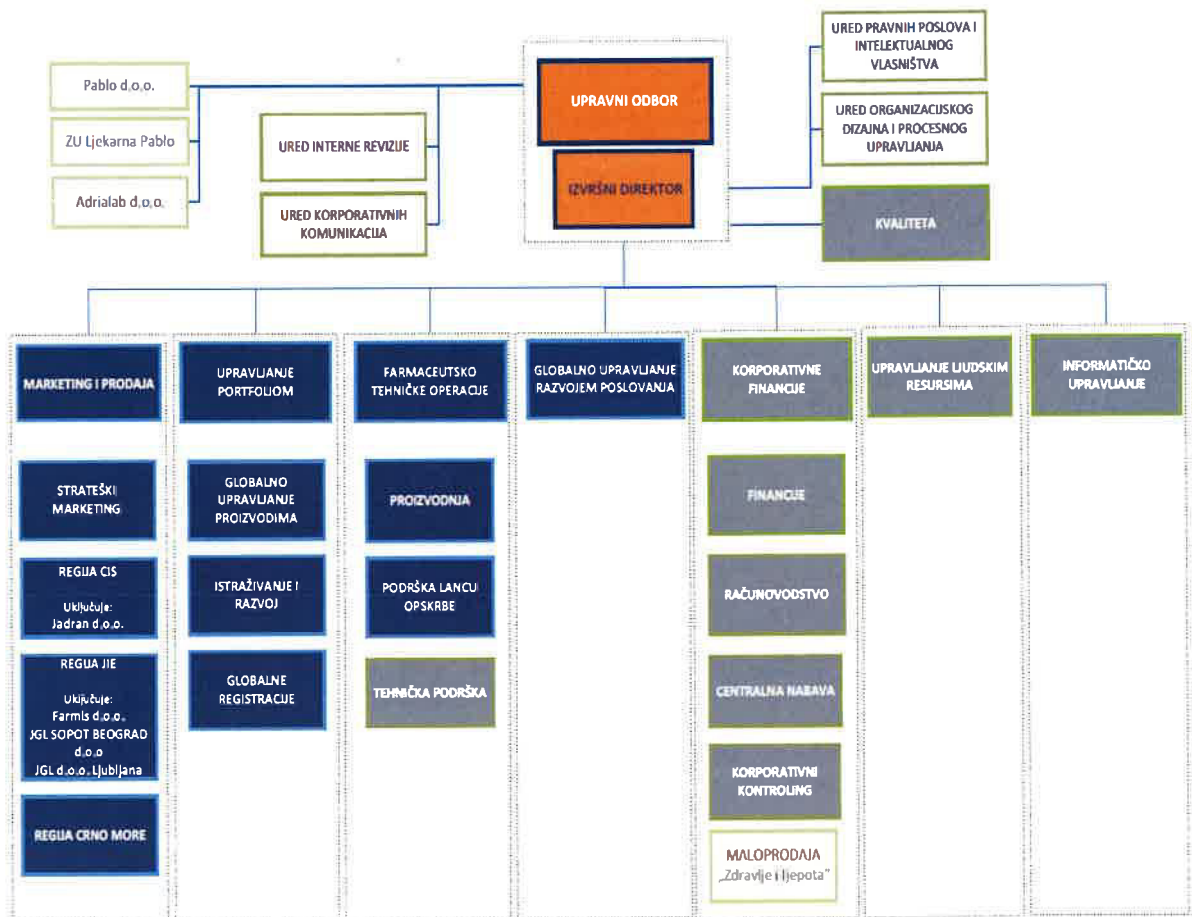 Pablo d.o.o.
ZU Ljekarna Pablo
Adrialab d.o.o.
URED INTERNE REVIZIJE
URED KORPORATIVNIH
KOMUNIKACIJA
UPRAVNI ODBOR
IZVRŠNI DIREKTOR
URED PRAVNIH POSLOVA I
INTELEKTUALNOG
VLASNIŠTVA
URED ORGANIZACIJSKOG
DIZAJNA I PROCESNOG
UPRAVLJANJA
KVALITETA
MARKETING I PRODAJA
STRATEŠKI
MARKETING
REGIJA CIS
Uključuje:
Jadran d.o.o.
REGIJA JIE
Uključuje:
Farmis d.o.o.
JGL SOPOT BEOGRAD
d.o.o
JGL d.o.o. Ljubljana
REGIJA CRNO MORE
UPRAVLJANJE
PORTFOLIOM
GLOBALNO
UPRAVLJANJE
PROIZVODIMA
ISTRAŽIVANJE I
RAZVOJ
GLOBALNE
REGISTRACIJE
FARMACEUTSKO
TEHNIČKE OPERACIJE
PROIZVODNJA
PODRŠKA LANCU
OPSKRBE
TEHNIČKA PODRŠKA
GLOBALNO UPRAVLJANJE
RAZVOJEM POSLOVANJA
KORPORATIVNE
FINANCIJE
FINANCIJE
RAČUNOVODSTVO
CENTRALNA NABAVA
KORPORATIVNI
KONTROLING
MALOPRODAJA
„Zdravlje i ljepota"
UPRAVLJANJE LJUDSKIM
RESURSIMA
INFORMATIČKO
UPRAVLJANJE